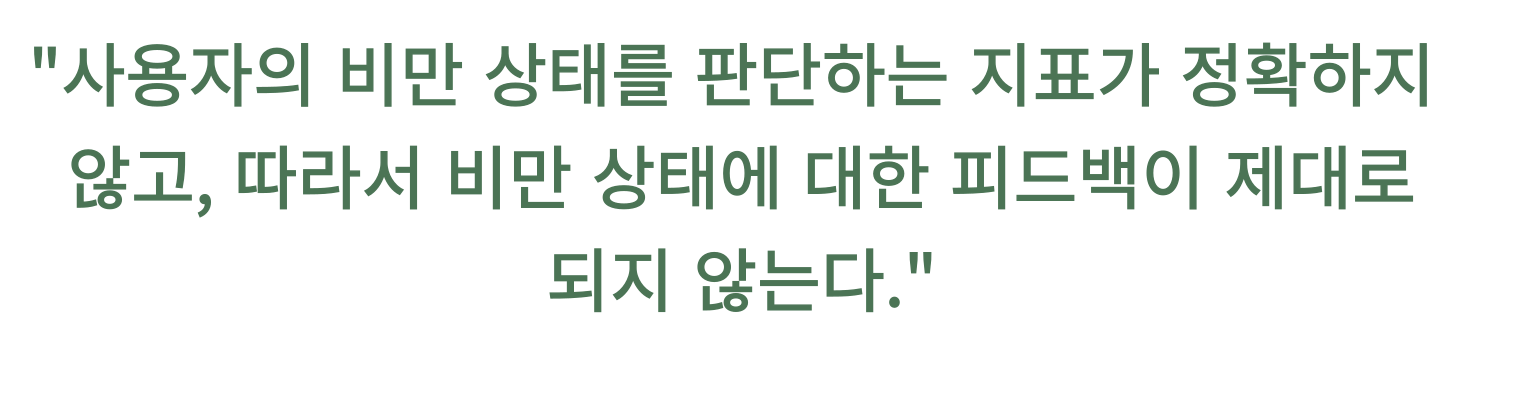 "사용자의 비만 상태를 판단하는 지표가 정확하지
않고, 따라서 비만 상태에 대한 피드백이 제대로
되지 않는다."